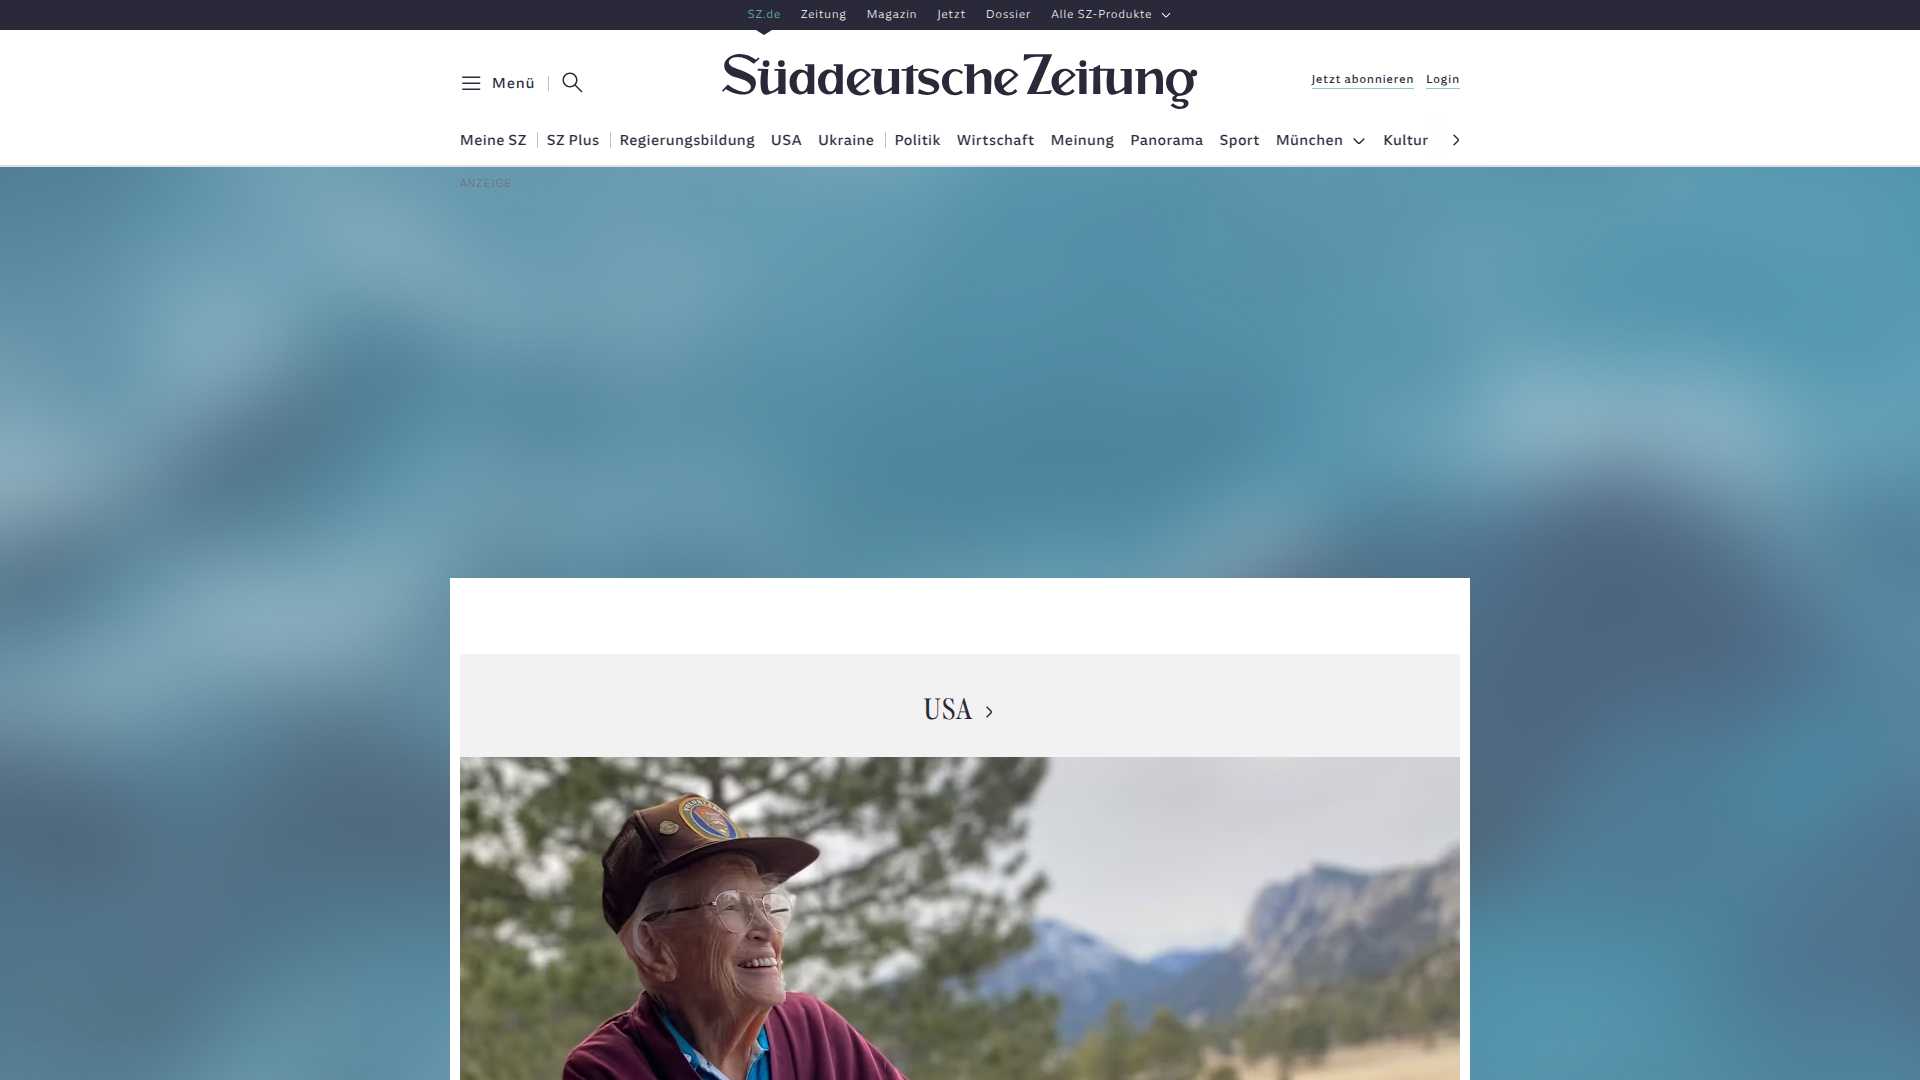 SZ.de Zeitung Magazin Jetzt Dossier Alle SZ-Produkte
Menü
Süddeutsche Zeitung
Jetzt abonnieren Login
Meine SZ SZ Plus Regierungsbildung USA Ukraine Politik Wirtschaft Meinung Panorama Sport München Kultur
ANZEIGE
USA